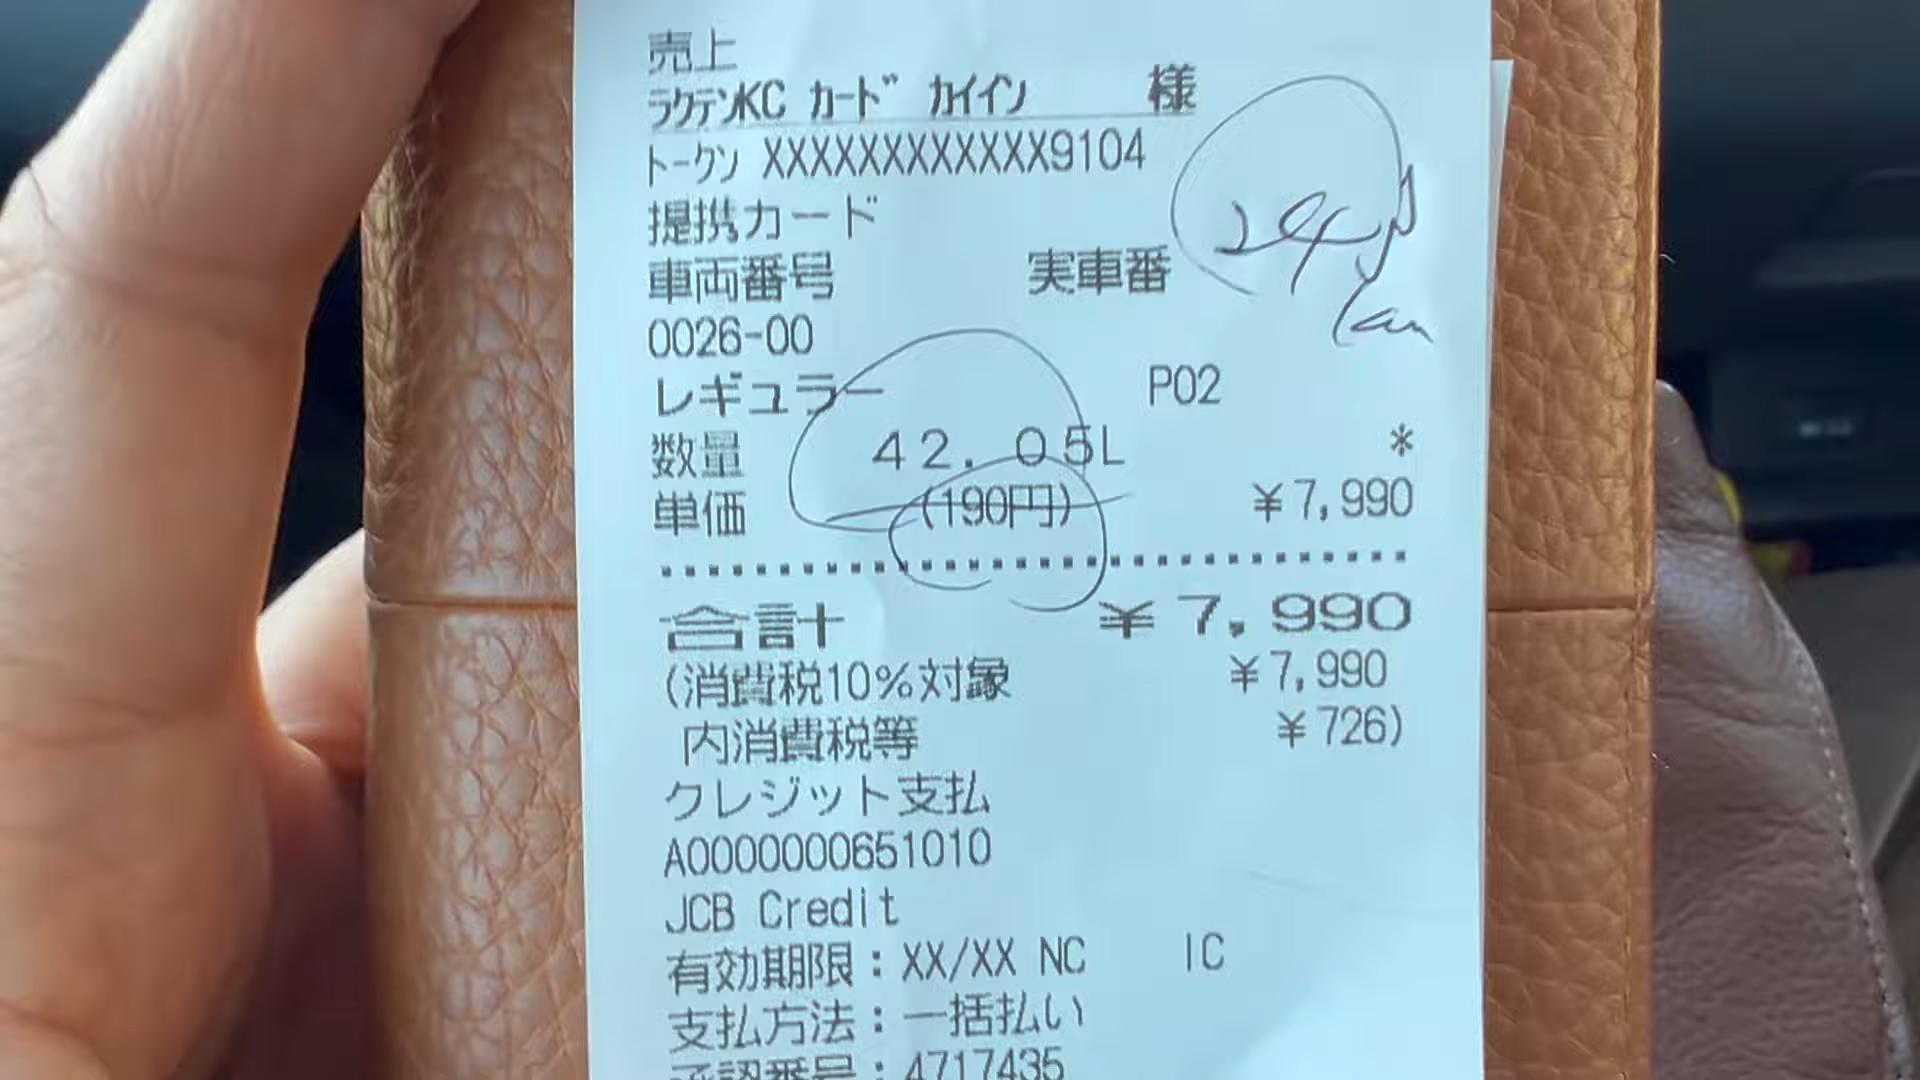 売上
ラクテンKC カード カイイン 様
トークン XXXXXXXXXXXX9104
提携カード
車両番号 実車番
0026-00
レギュラー P02
数量 42.05L *
単価 (190円) ¥7,990
合計 ¥7,990
(消費税10%対象 ¥7,990
内消費税等 ¥726)
クレジット支払
A0000000651010
JCB Credit
有効期限:XX/XX NC IC
支払方法:一括払い
承認番号:4717435